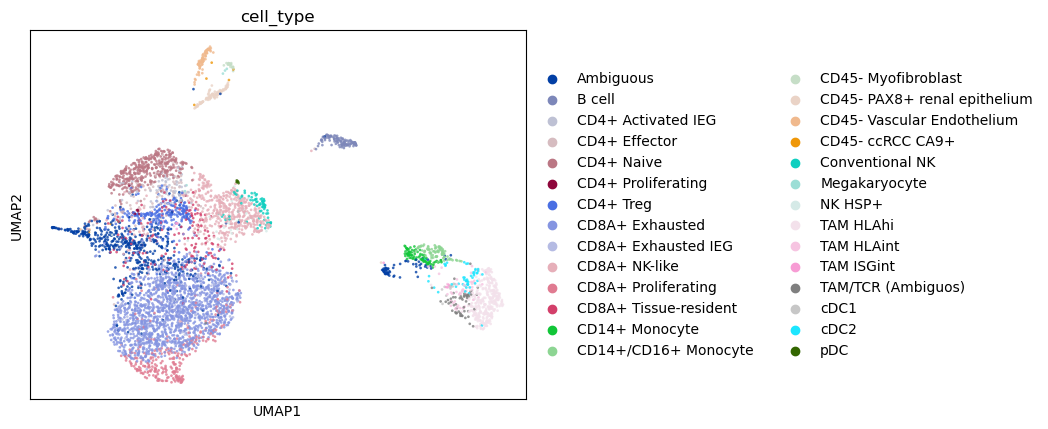 cell_type
UMAP2
UMAP1
Ambiguous
B cell
CD4+ Activated IEG
CD4+ Effector
CD4+ Naive
CD4+ Proliferating
CD4+ Treg
CD8A+ Exhausted
CD8A+ Exhausted IEG
CD8A+ NK-like
CD8A+ Proliferating
CD8A+ Tissue-resident
CD14+ Monocyte
CD14+/CD16+ Monocyte
CD45- Myofibroblast
CD45- PAX8+ renal epithelium
CD45- Vascular Endothelium
CD45- ccRCC CA9+
Conventional NK
Megakaryocyte
NK HSP+
TAM HLAhi
TAM HLAint
TAM ISGint
TAM/TCR (Ambiguos)
cDC1
cDC2
pDC